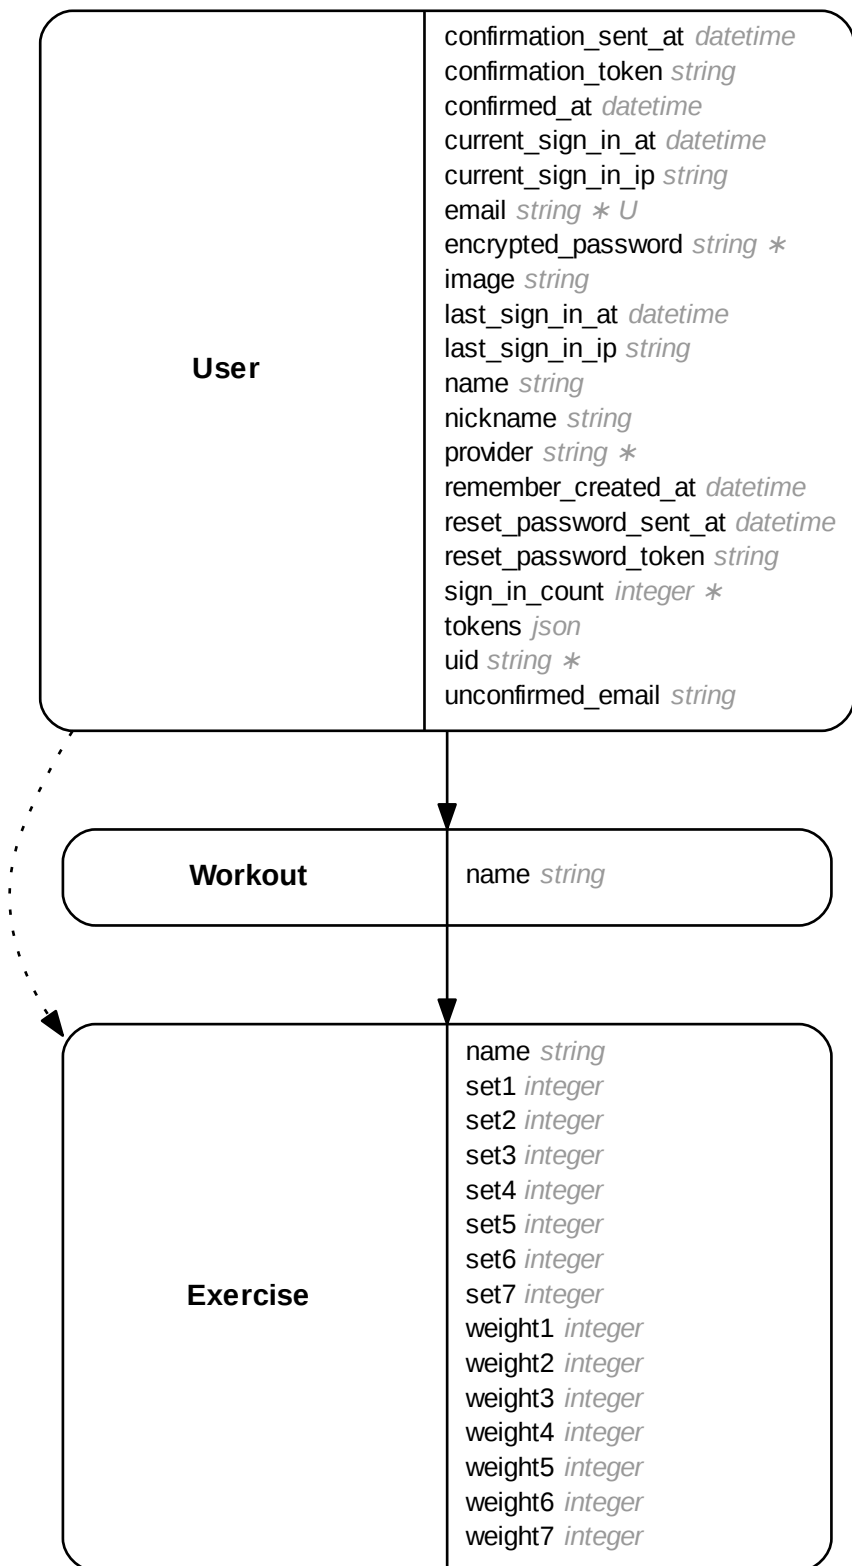 User
confirmation_sent_at datetime
confirmation_token string
confirmed_at datetime
current_sign_in_at datetime
current_sign_in_ip string
email string ∗ U
encrypted_password string ∗
image string
last_sign_in_at datetime
last_sign_in_ip string
name string
nickname string
provider string ∗
remember_created_at datetime
reset_password_sent_at datetime
reset_password_token string
sign_in_count integer ∗
tokens json
uid string ∗
unconfirmed_email string
Workout
name string
Exercise
name string
set1 integer
set2 integer
set3 integer
set4 integer
set5 integer
set6 integer
set7 integer
weight1 integer
weight2 integer
weight3 integer
weight4 integer
weight5 integer
weight6 integer
weight7 integer